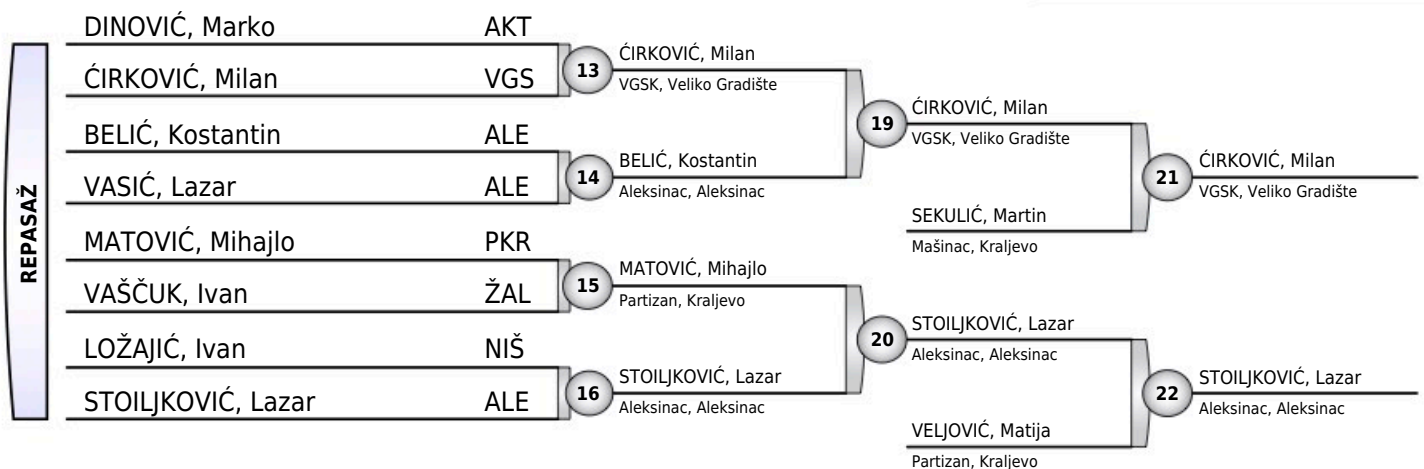 REPASAŽ
DINOVIĆ, Marko AKT
ĆIRKOVIĆ, Milan VGS
BELIĆ, Kostantin ALE
VASIĆ, Lazar ALE
MATOVIĆ, Mihajlo PKR
VAŠČUK, Ivan ŽAL
LOŽAJIĆ, Ivan NIŠ
STOILJKOVIĆ, Lazar ALE
13
ĆIRKOVIĆ, Milan
VGSK, Veliko Gradište
14
BELIĆ, Kostantin
Aleksinac, Aleksinac
15
MATOVIĆ, Mihajlo
Partizan, Kraljevo
16
STOILJKOVIĆ, Lazar
Aleksinac, Aleksinac
19
ĆIRKOVIĆ, Milan
VGSK, Veliko Gradište
SEKULIĆ, Martin
Mašinac, Kraljevo
20
STOILJKOVIĆ, Lazar
Aleksinac, Aleksinac
VELJOVIĆ, Matija
Partizan, Kraljevo
21
ĆIRKOVIĆ, Milan
VGSK, Veliko Gradište
22
STOILJKOVIĆ, Lazar
Aleksinac, Aleksinac